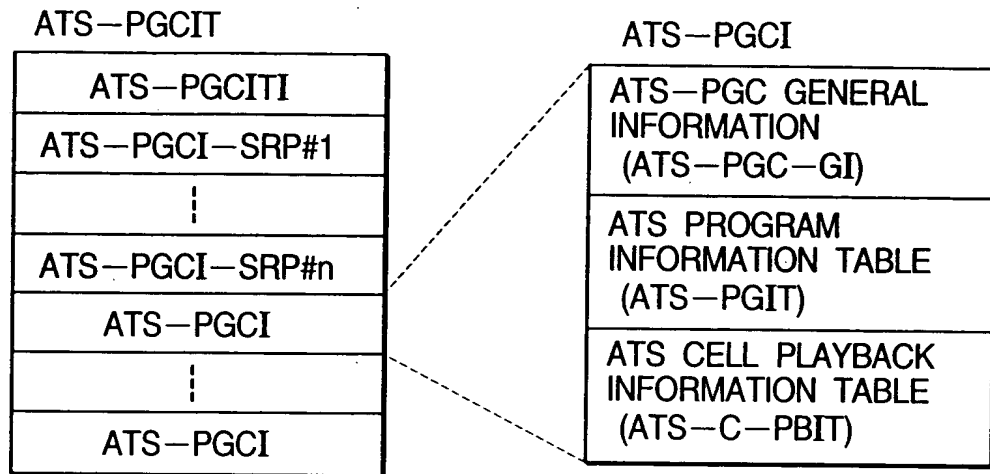 ATS−PGCIT
ATS−PGCITI
ATS−PGCI−SRP#1
ATS−PGCI−SRP#n
ATS−PGCI
ATS−PGCI
ATS−PGCI
ATS−PGC GENERAL
INFORMATION
(ATS−PGC−GI)
ATS PROGRAM
INFORMATION TABLE
(ATS−PGIT)
ATS CELL PLAYBACK
INFORMATION TABLE
(ATS−C−PBIT)